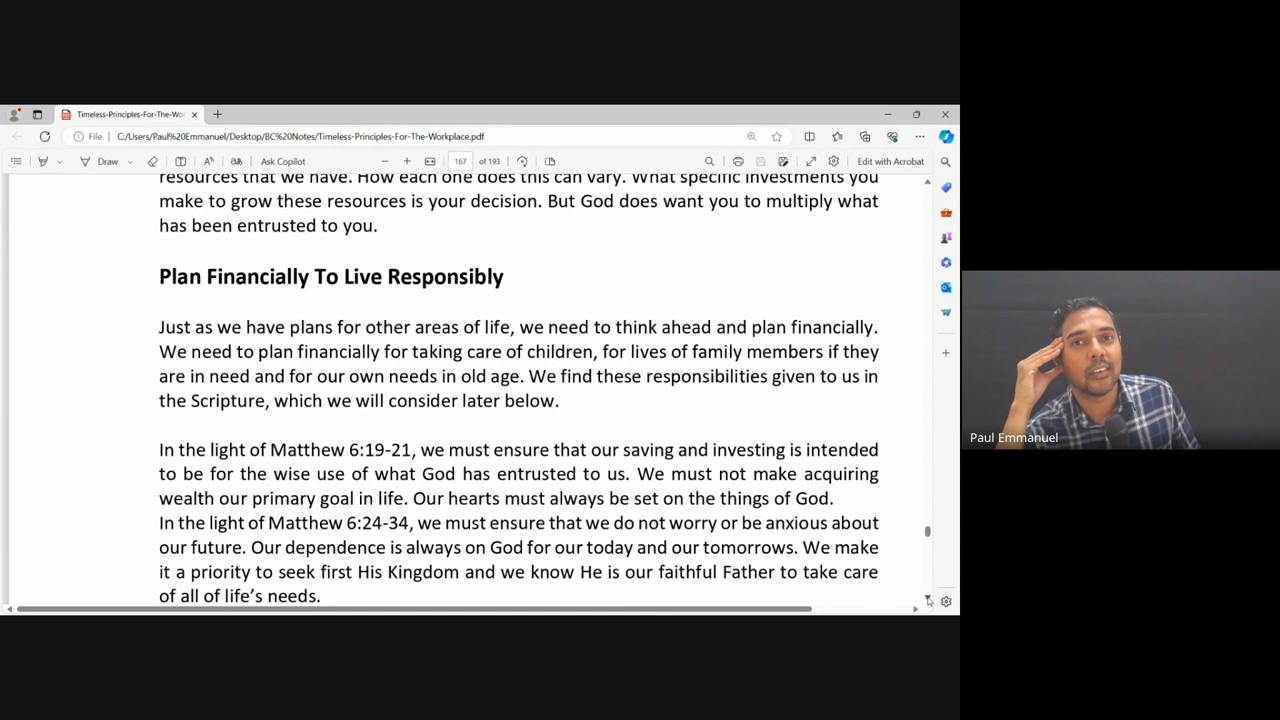 Timeless-Principles-For-The-Wor
File
C:/Users/Paul%20Emmanuel/Desktop/BC%20Notes/Timeless-Principles-For-The-Workplace.pdf
Draw
Ask Copilot
167 of 193
Edit with Acrobat
resources that we have. How each one does this can vary. What specific investments you
make to grow these resources is your decision. But God does want you to multiply what
has been entrusted to you.
Plan Financially To Live Responsibly
Just as we have plans for other areas of life, we need to think ahead and plan financially.
We need to plan financially for taking care of children, for lives of family members if they
are in need and for our own needs in old age. We find these responsibilities given to us in
the Scripture, which we will consider later below.
In the light of Matthew 6:19-21, we must ensure that our saving and investing is intended
to be for the wise use of what God has entrusted to us. We must not make acquiring
wealth our primary goal in life. Our hearts must always be set on the things of God.
In the light of Matthew 6:24-34, we must ensure that we do not worry or be anxious about
our future. Our dependence is always on God for our today and our tomorrows. We make
it a priority to seek first His Kingdom and we know He is our faithful Father to take care
of all of life’s needs.
Paul Emmanuel